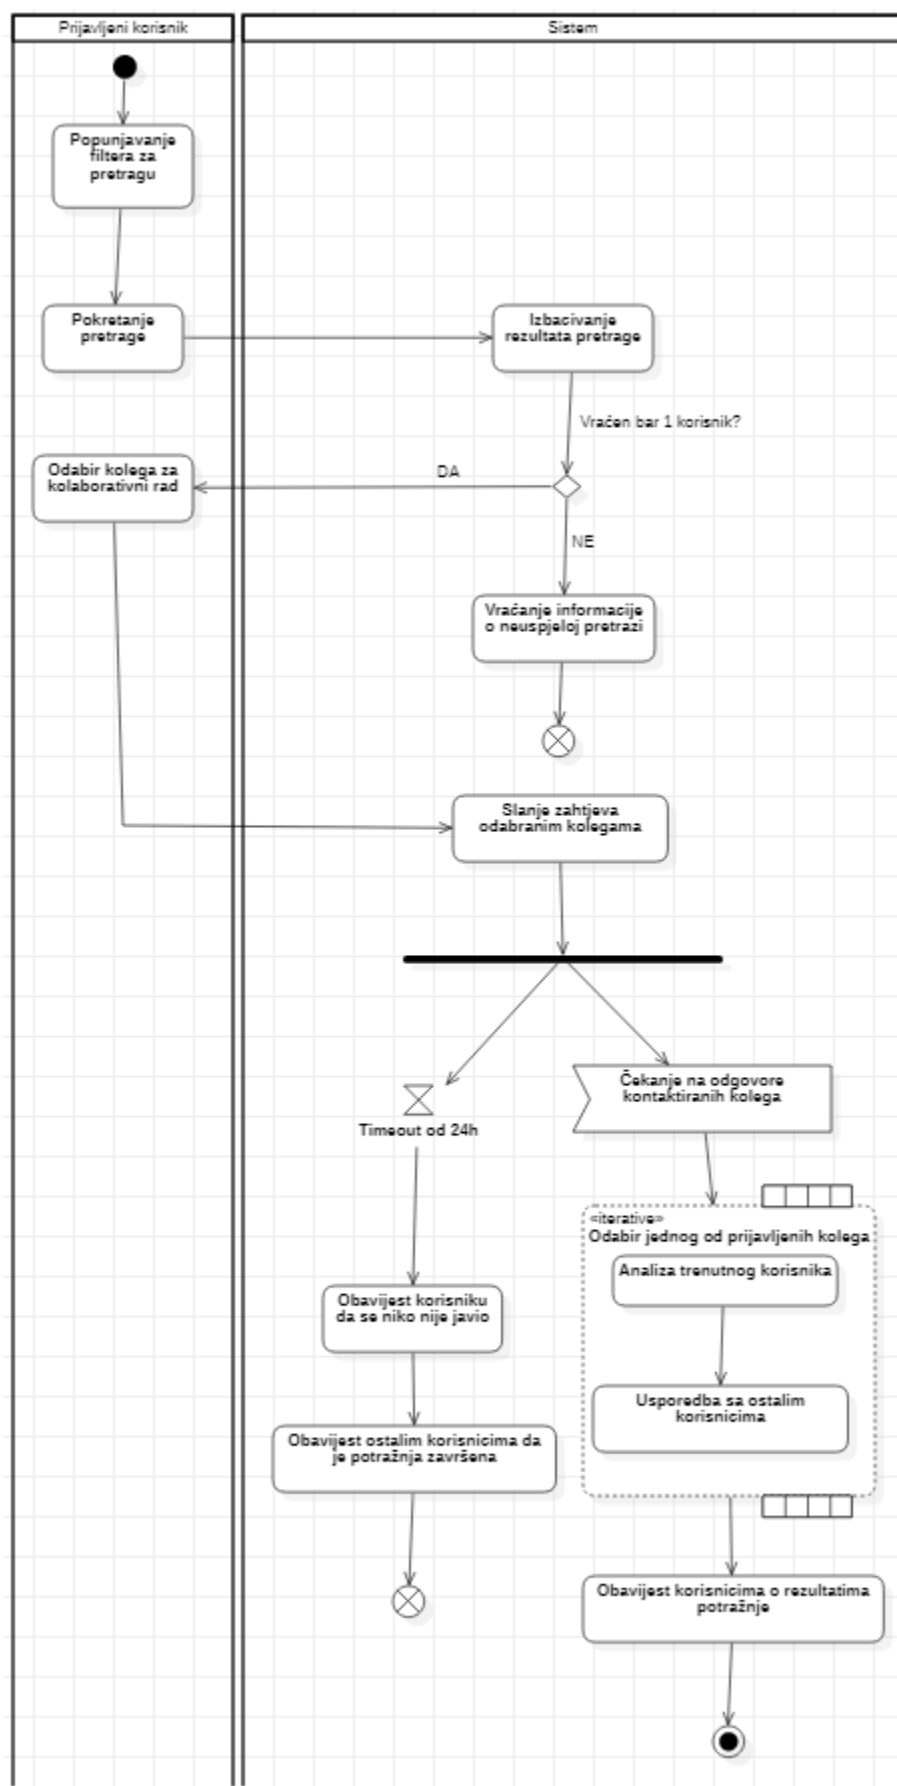 Prijavljeni korisnik
Sistem
Popunjavanje
filtera za
pretragu
Pokretanje
pretrage
Izbacivanje
rezultata pretrage
Vraćen bar 1 korisnik?
DA
Odabir kolega za
kolaborativni rad
NE
Vraćanje informacije
o neuspjeloj pretrazi
Slanje zahtjeva
odabranim kolegama
Čekanje na odgovore
kontaktiranih kolega
Timeout od 24h
«iterative»
Odabir jednog od prijavljenih kolega
Analiza trenutnog korisnika
Obavijest korisniku
da se niko nije javio
Usporedba sa ostalim
korisnicima
Obavijest ostalim korisnicima da
je potražnja završena
Obavijest korisnicima o rezultatima
potražnje